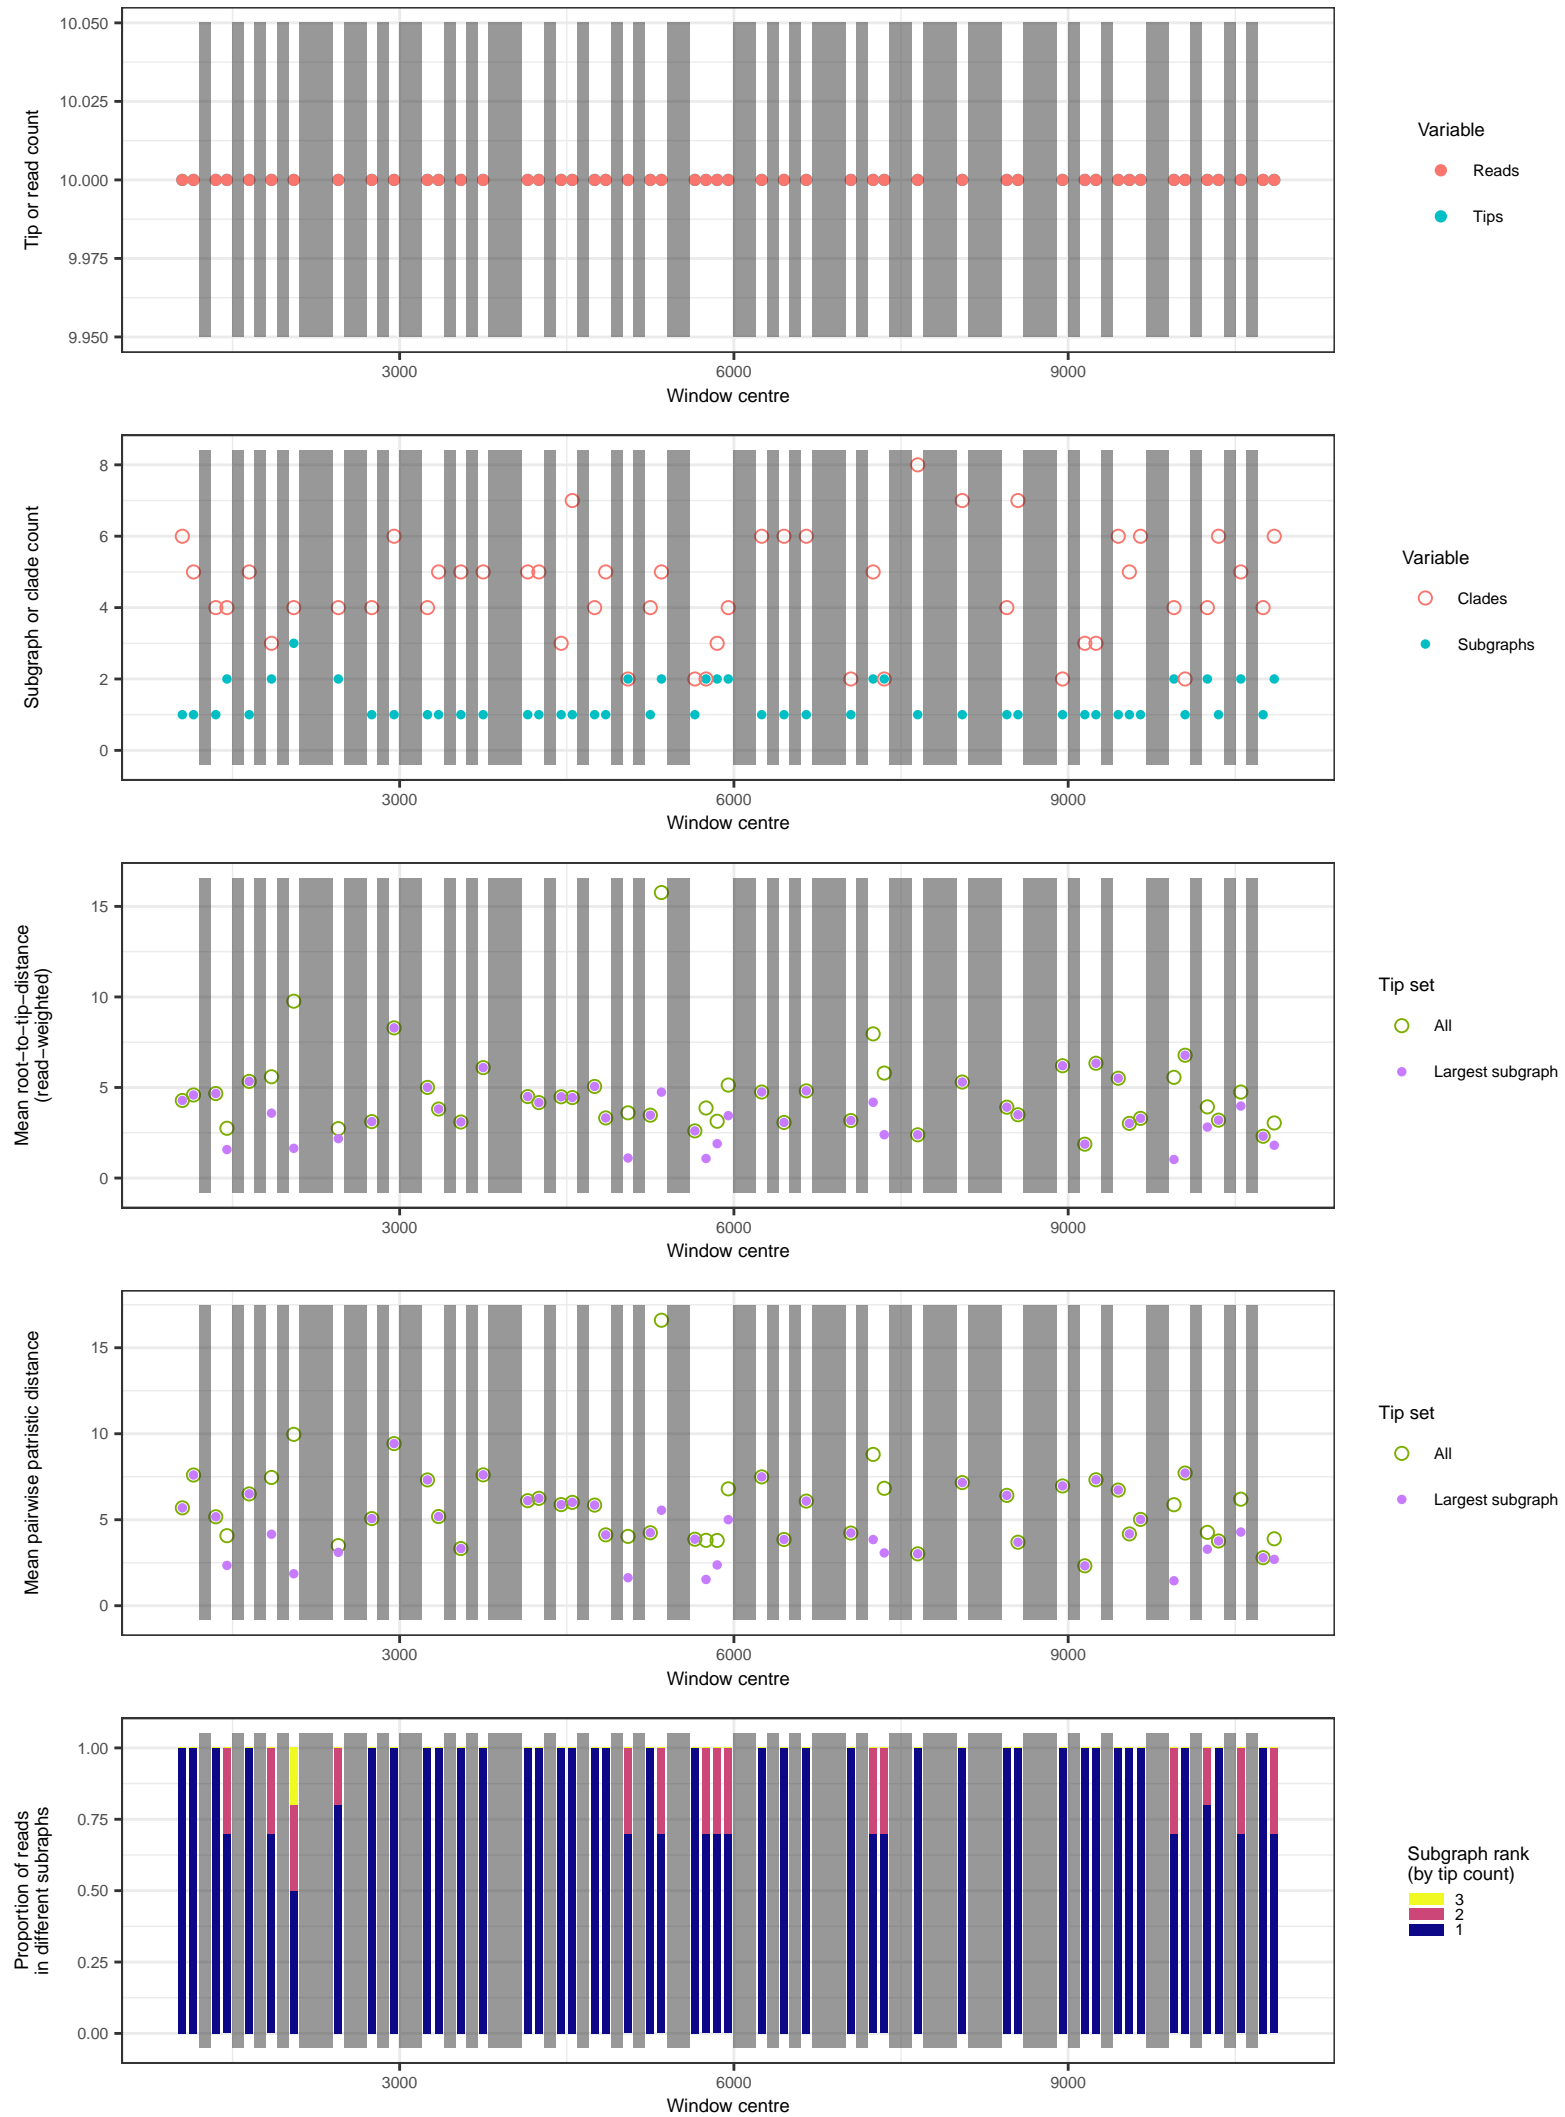 10.050
10.025
10.000
9.975
9.950
Tip or read count
3000
6000
9000
Window centre
Variable
Reads
Tips
8
6
4
2
0
Subgraph or clade count
3000
6000
9000
Window centre
Variable
Clades
Subgraphs
15
10
5
0
Mean root−to−tip−distance
(read−weighted)
3000
6000
9000
Window centre
Tip set
All
Largest subgraph
15
10
5
0
Mean pairwise patristic distance
3000
6000
9000
Window centre
Tip set
All
Largest subgraph
1.00
0.75
0.50
0.25
0.00
Proportion of reads
in different subraphs
3000
6000
9000
Window centre
Subgraph rank
(by tip count)
3
2
1